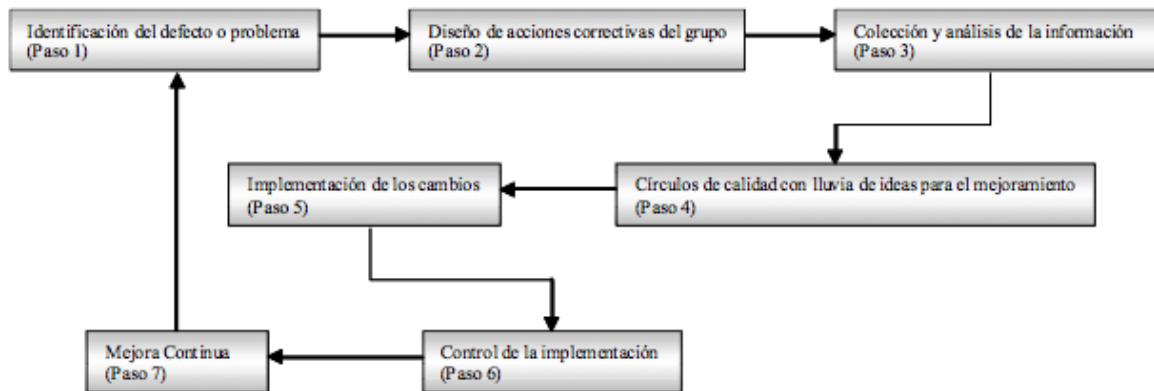 Identificación del defecto o problema
(Paso 1)
Diseño de acciones correctivas del grupo
(Paso 2)
Colección y análisis de la información
(Paso 3)
Círculos de calidad con lluvia de ideas para el mejoramiento
(Paso 4)
Implementación de los cambios
(Paso 5)
Control de la implementación
(Paso 6)
Mejora Continua
(Paso 7)